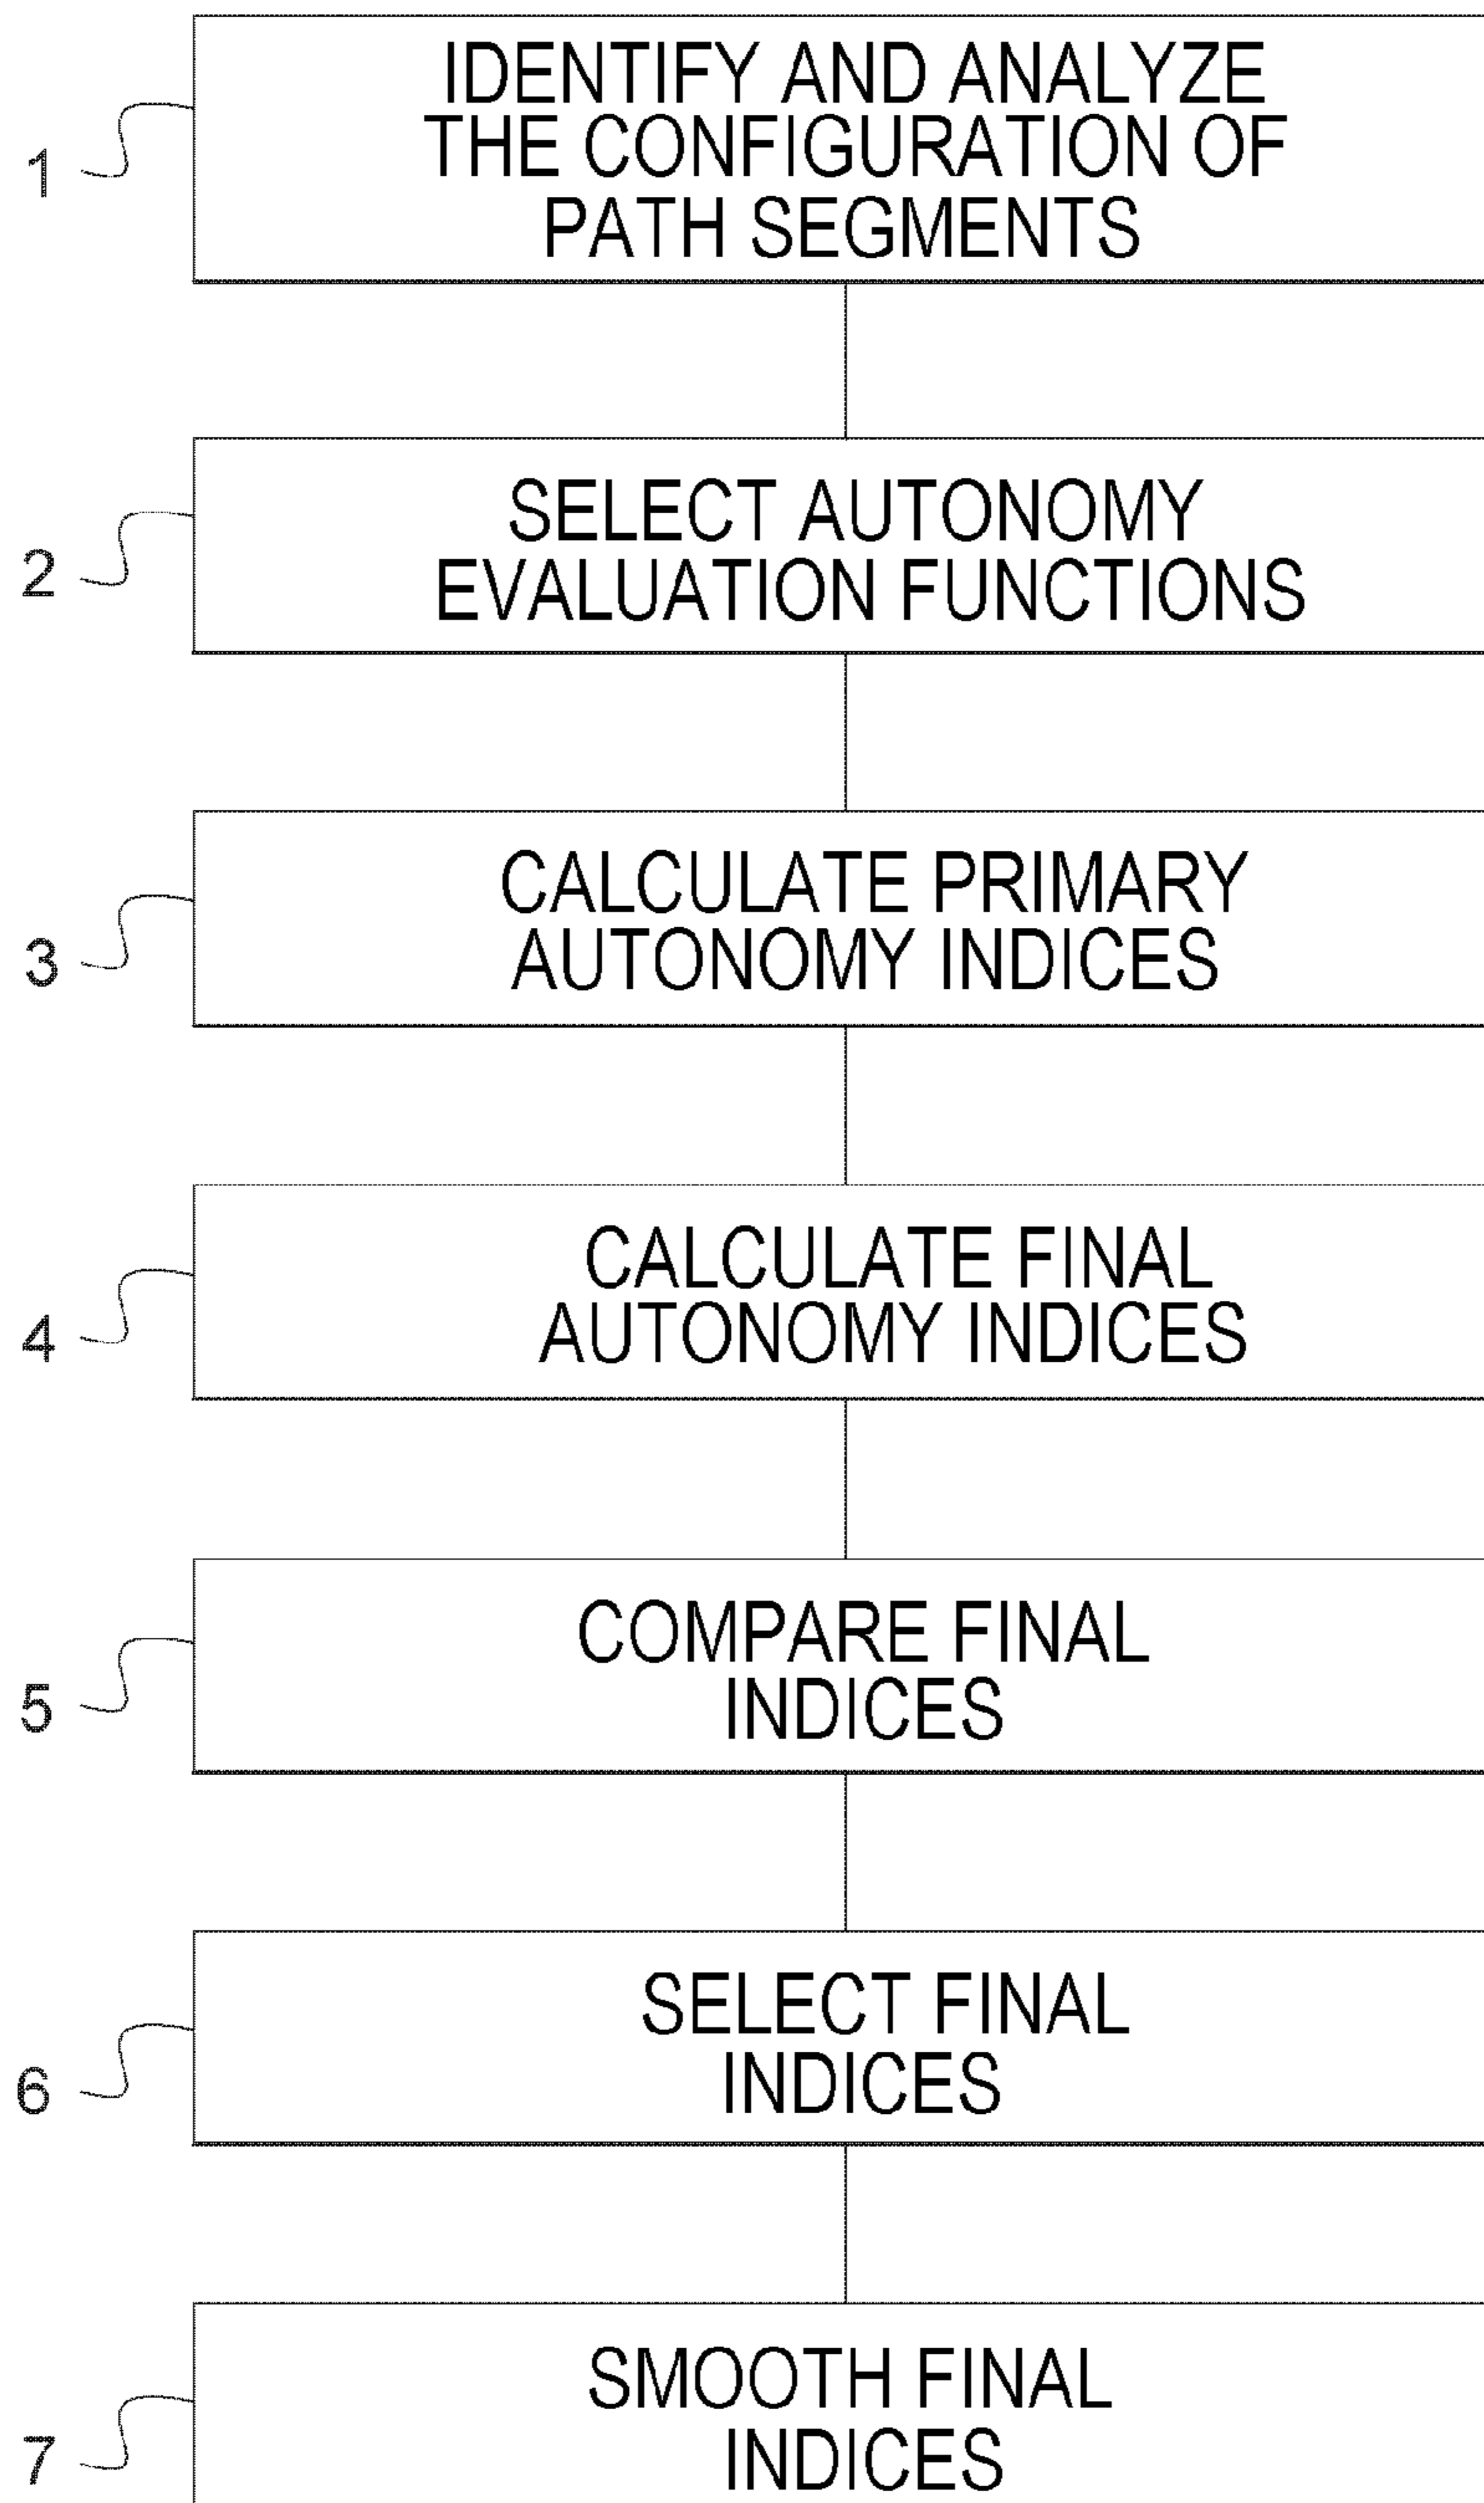 IDENTIFY AND ANALYZE
THE CONFIGURATION OF
PATH SEGMENTS
1
SELECT AUTONOMY
EVALUATION FUNCTIONS
2
CALCULATE PRIMARY
AUTONOMY INDICES
3
CALCULATE FINAL
AUTONOMY INDICES
4
COMPARE FINAL
INDICES
5
SELECT FINAL
INDICES
6
SMOOTH FINAL
INDICES
7